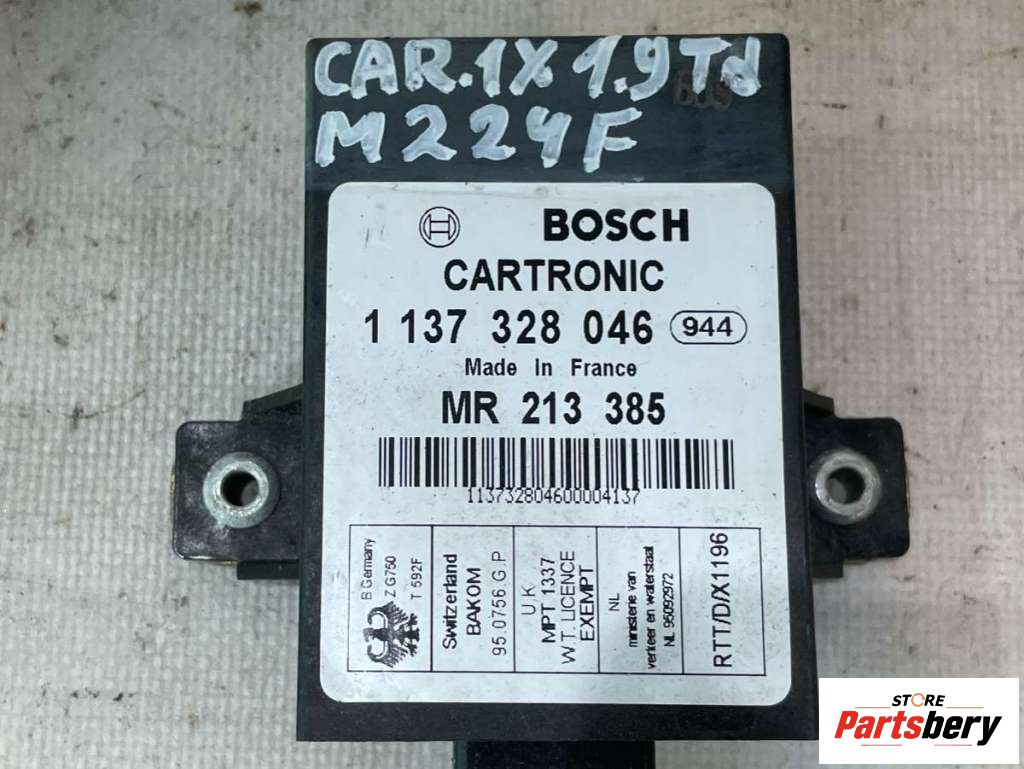 CAR.1X 1.9Td
M224F
BOSCH
CARTRONIC
1 137 328 046 944
Made In France
MR 213 385
113732804600004137
B Germany
Z G750
T 592F
Switzerland
BAKOM
95.0756.G.P
U K
MPT 1337
W.T. LICENCE
EXEMPT
NL
ministerie van
verkeer en waterstaat
NL 95092972
RTT/D/X1196
STORE
Partsbery